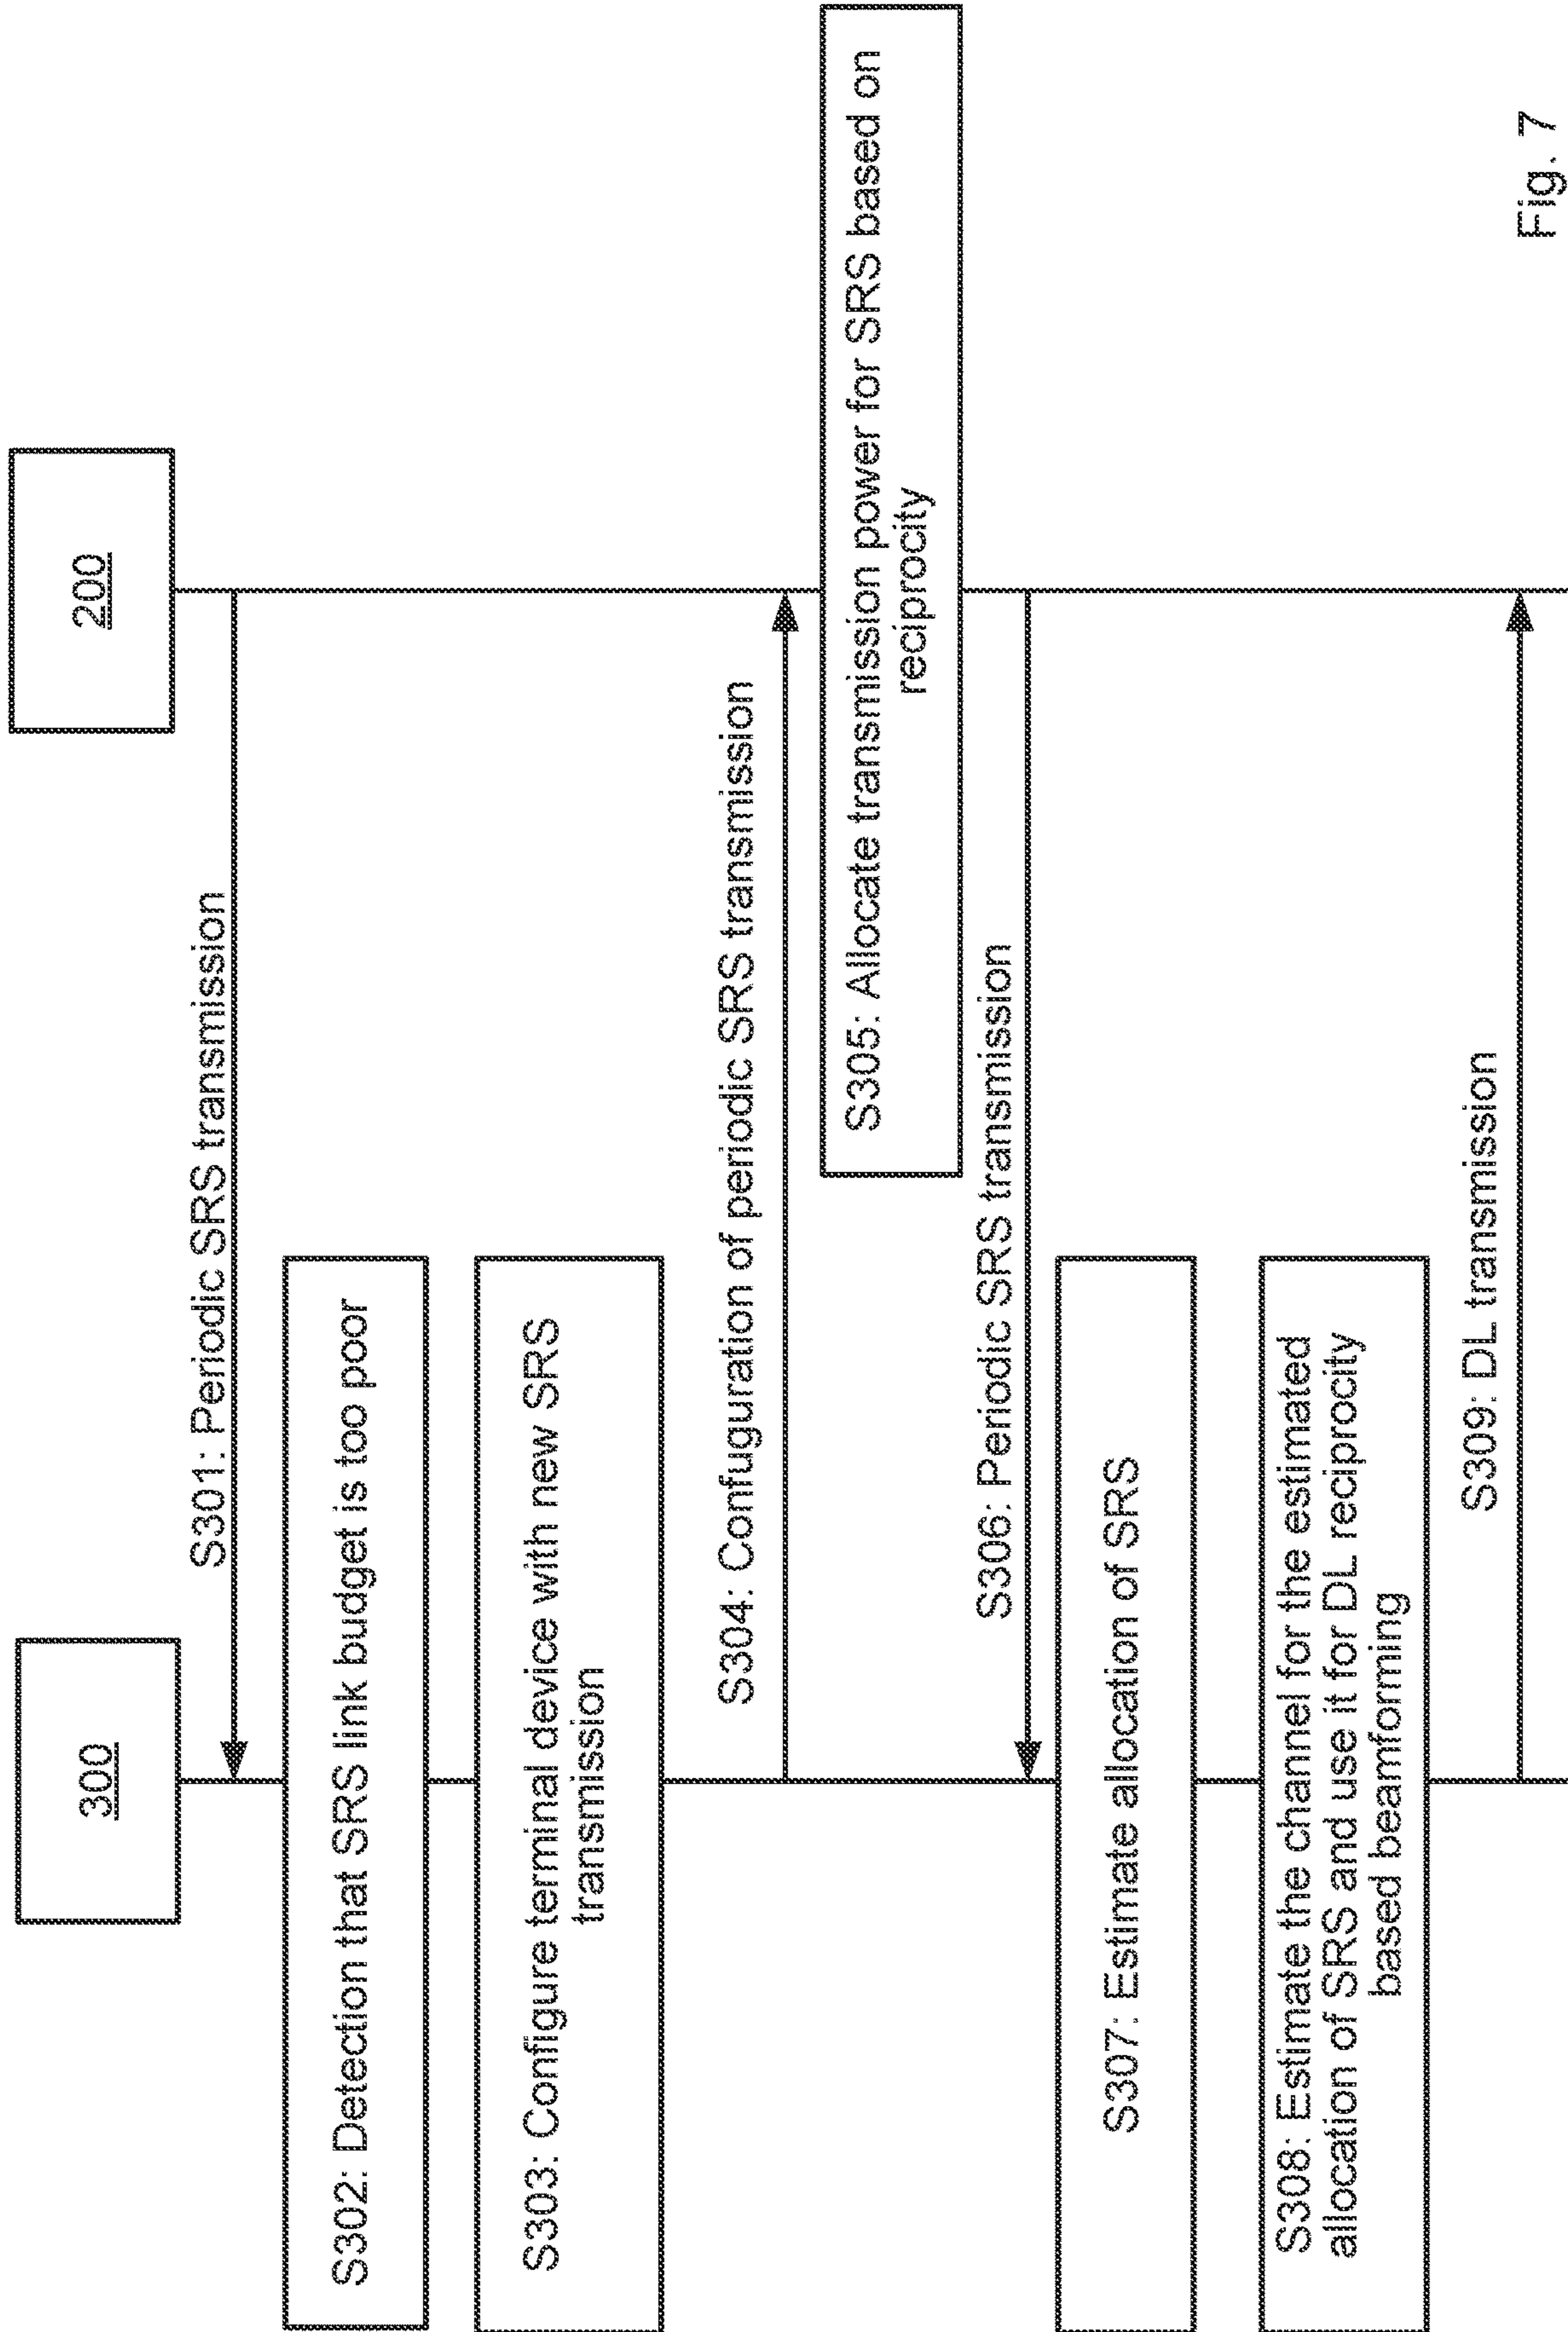 300
200
S301: Periodic SRS transmission
S302: Detection that SRS link budget is too poor
S303: Configure terminal device with new SRS
transmission
S304: Confuguration of periodic SRS transmission
S305: Allocate transmission power for SRS based on
reciprocity
S306: Periodic SRS transmission
S307: Estimate allocation of SRS
S308: Estimate the channel for the estimated
allocation of SRS and use it for DL reciprocity
based beamforming
S309: DL transmission
Fig. 7